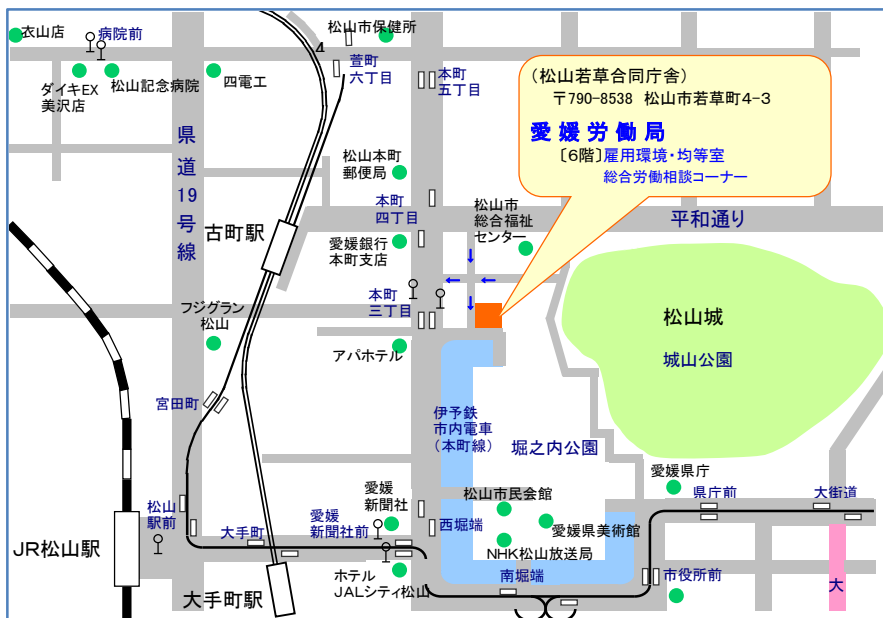 衣山店
病院前
松山市保健所
4
萱町
六丁目
本町
五丁目
ダイキEX
美沢店
松山記念病院
四電工
（松山若草合同庁舎）
〒790-8538 松山市若草町4-3
愛媛労働局
〔6階〕雇用環境・均等室
総合労働相談コーナー
県道19号線
松山本町
郵便局
本町
四丁目
松山市
総合福祉
センター
平和通り
古町駅
愛媛銀行
本町支店
フジグラン
松山
本町
三丁目
松山城
城山公園
アパホテル
宮田町
伊予鉄
市内電車
（本町線）
堀之内公園
愛媛県庁
県庁前
大街道
松山
駅前
大手町
愛媛
新聞社前
愛媛
新聞社
西堀端
松山市民会館
愛媛県美術館
NHK松山放送局
JR松山駅
大手町駅
ホテル
JALシティ松山
南堀端
市役所前
大